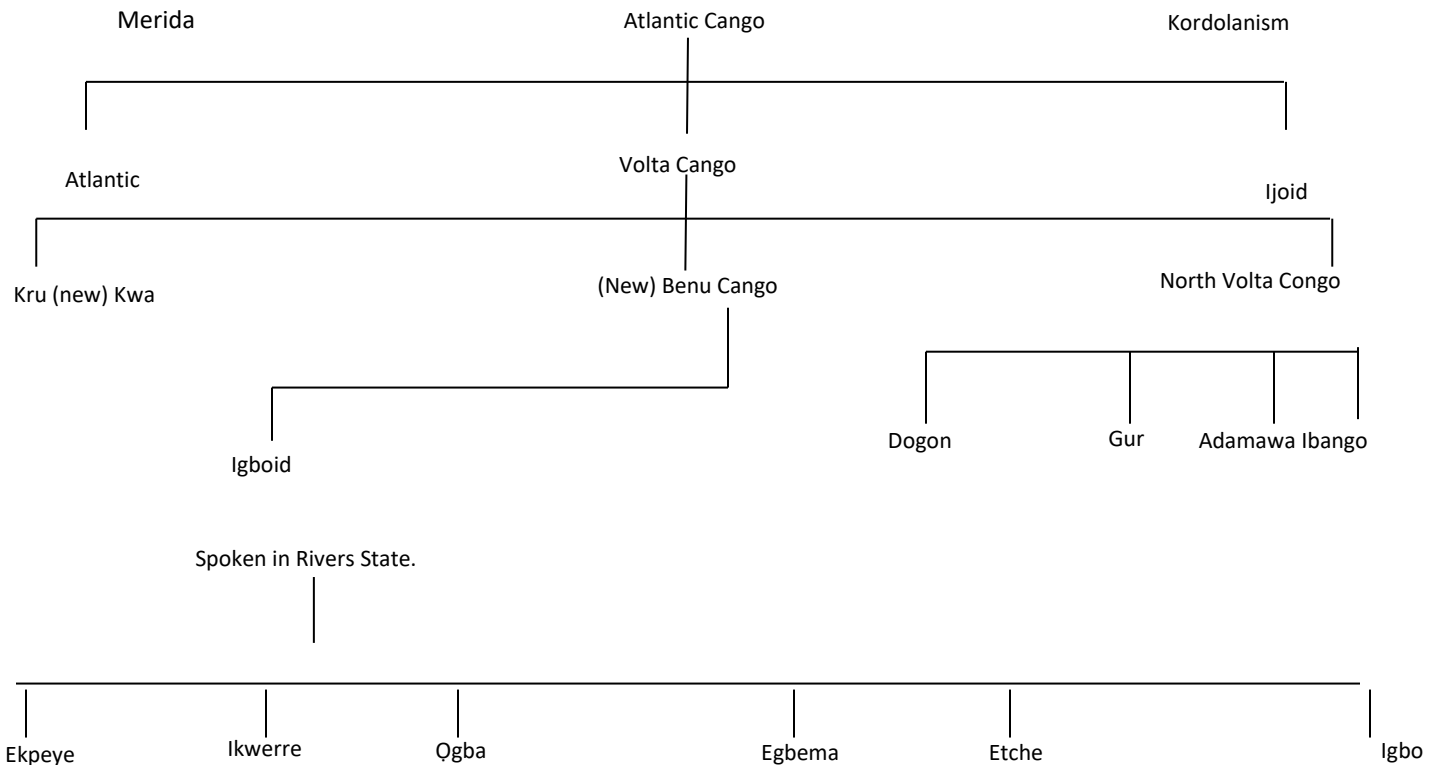 Merida Atlantic Cango Kordolanism
Atlantic Volta Cango Ijoid
Kru (new) Kwa (New) Benu Cango North Volta Congo
Dogon Gur Adamawa Ibango
Igboid
Spoken in Rivers State.
Ekpeye Ikwerre Ọgba Egbema Etche Igbo